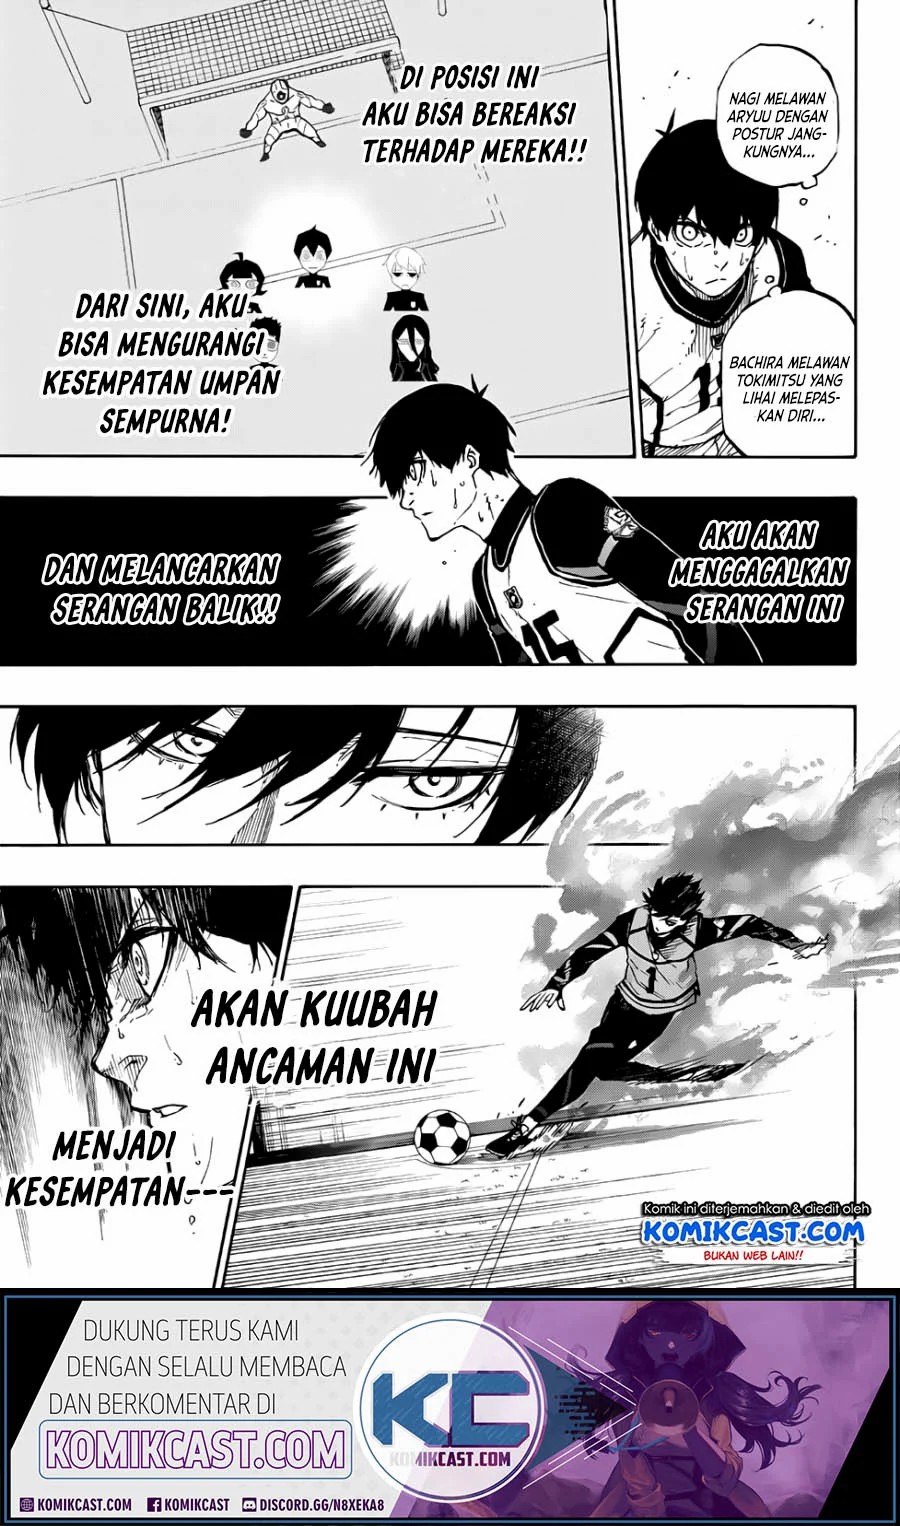 NAGI MELAWAN
ARYUU DENGAN
POSTUR JANG-
KUNGNYA...
BACHIRA MELAWAN
TOKIMITSU YANG
LIHAI MELEPAS-
KAN DIRI...
DI POSISI INI
AKU BISA BEREAKSI
TERHADAP MEREKA!!
DARI SINI, AKU
BISA MENGURANGI
KESEMPATAN UMPAN
SEMPURNA!
AKU AKAN
MENGGAGALKAN
SERANGAN INI
15
DAN MELANCARKAN
SERANGAN BALIK!!
1
AKAN KUUBAH
ANCAMAN INI
MENJADI
KESEMPATAN---
Komik ini diterjemahkan & diedit oleh
KOMIKCAST.COM
BUKAN WEB LAIN!!
DUKUNG TERUS KAMI
DENGAN SELALU MEMBACA
DAN BERKOMENTAR DI
KOMIKCAST.COM
KC
KOMIKCAST.COM
KOMIKCAST.COM KOMIKCAST DISCORD.GG/N8XEKA8